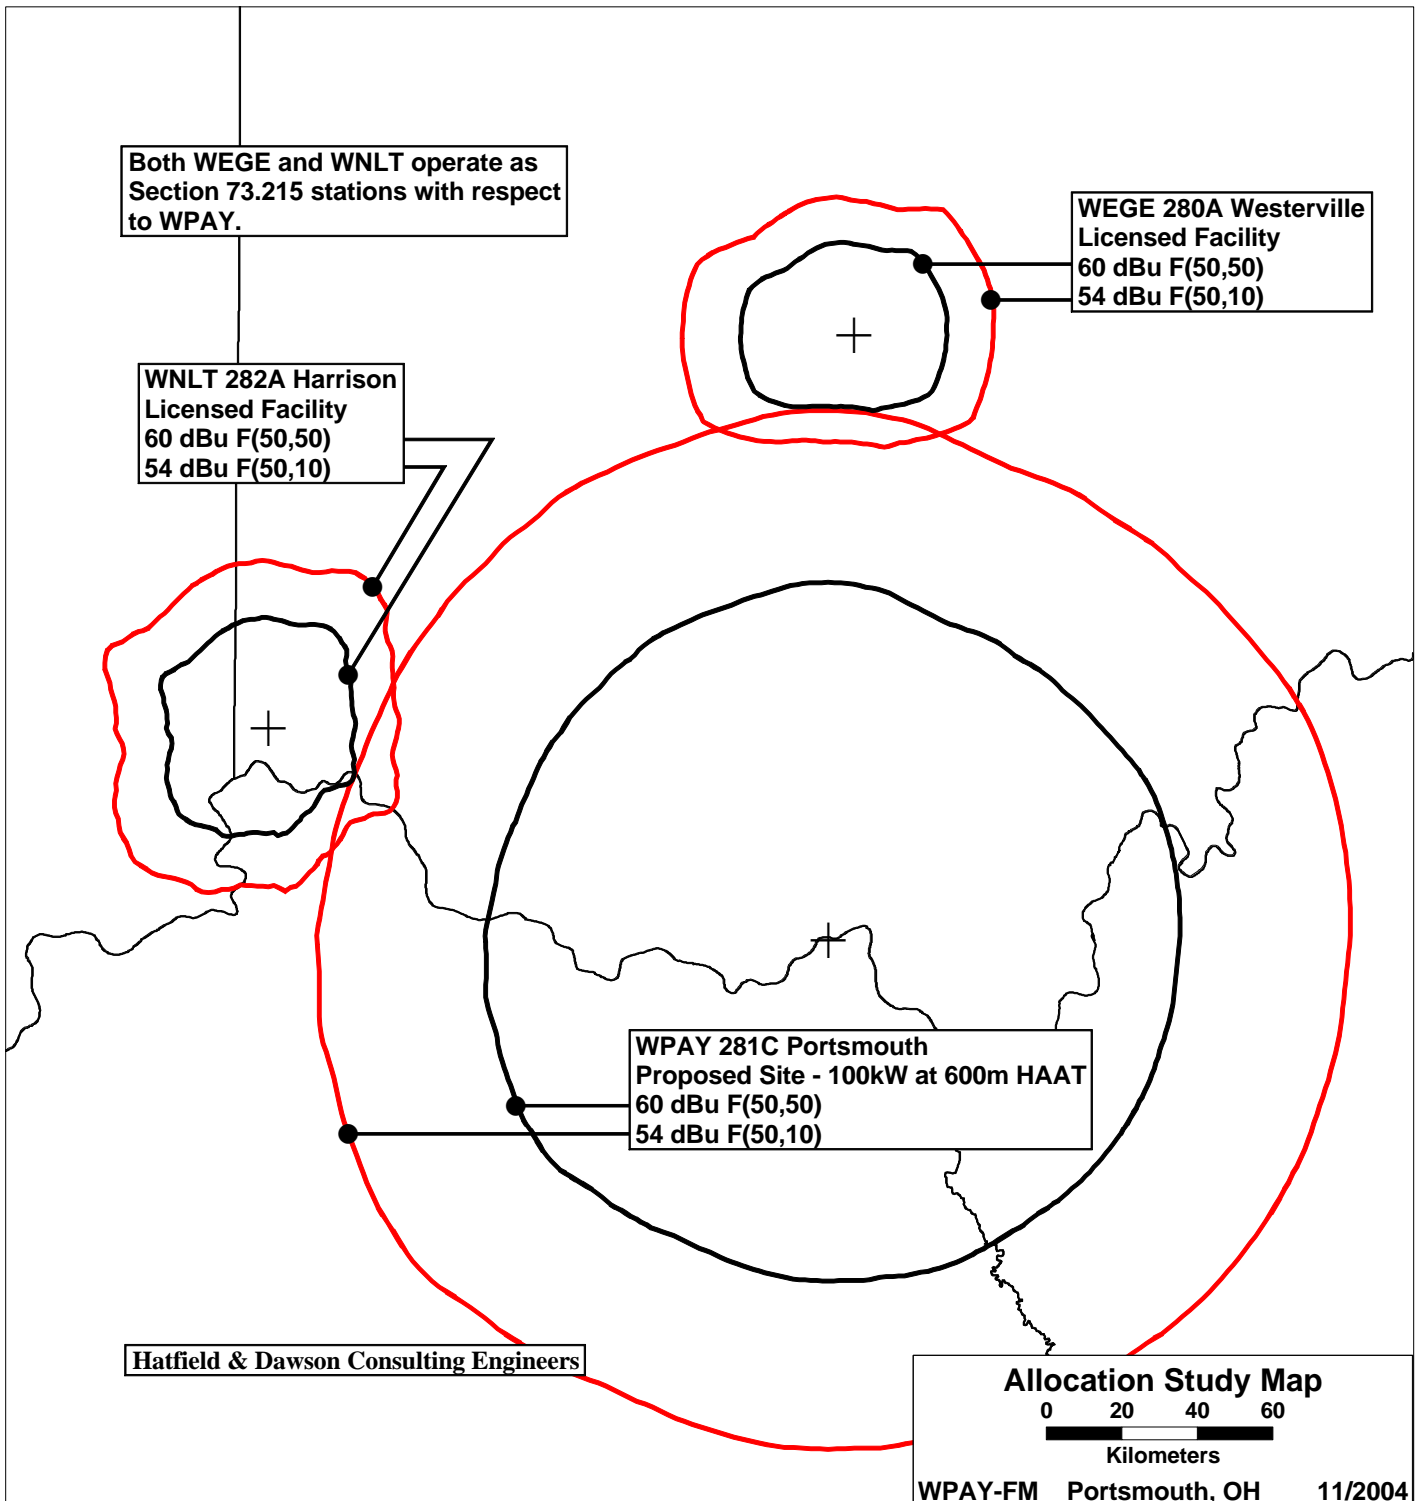 Both WEGE and WNLT operate as
Section 73.215 stations with respect
to WPAY.
WEGE 280A Westerville
Licensed Facility
60 dBu F(50,50)
54 dBu F(50,10)
WNLT 282A Harrison
Licensed Facility
60 dBu F(50,50)
54 dBu F(50,10)
WPAY 281C Portsmouth
Proposed Site - 100kW at 600m HAAT
60 dBu F(50,50)
54 dBu F(50,10)
Hatfield & Dawson Consulting Engineers
Allocation Study Map
0 20 40 60
Kilometers
WPAY-FM Portsmouth, OH 11/2004